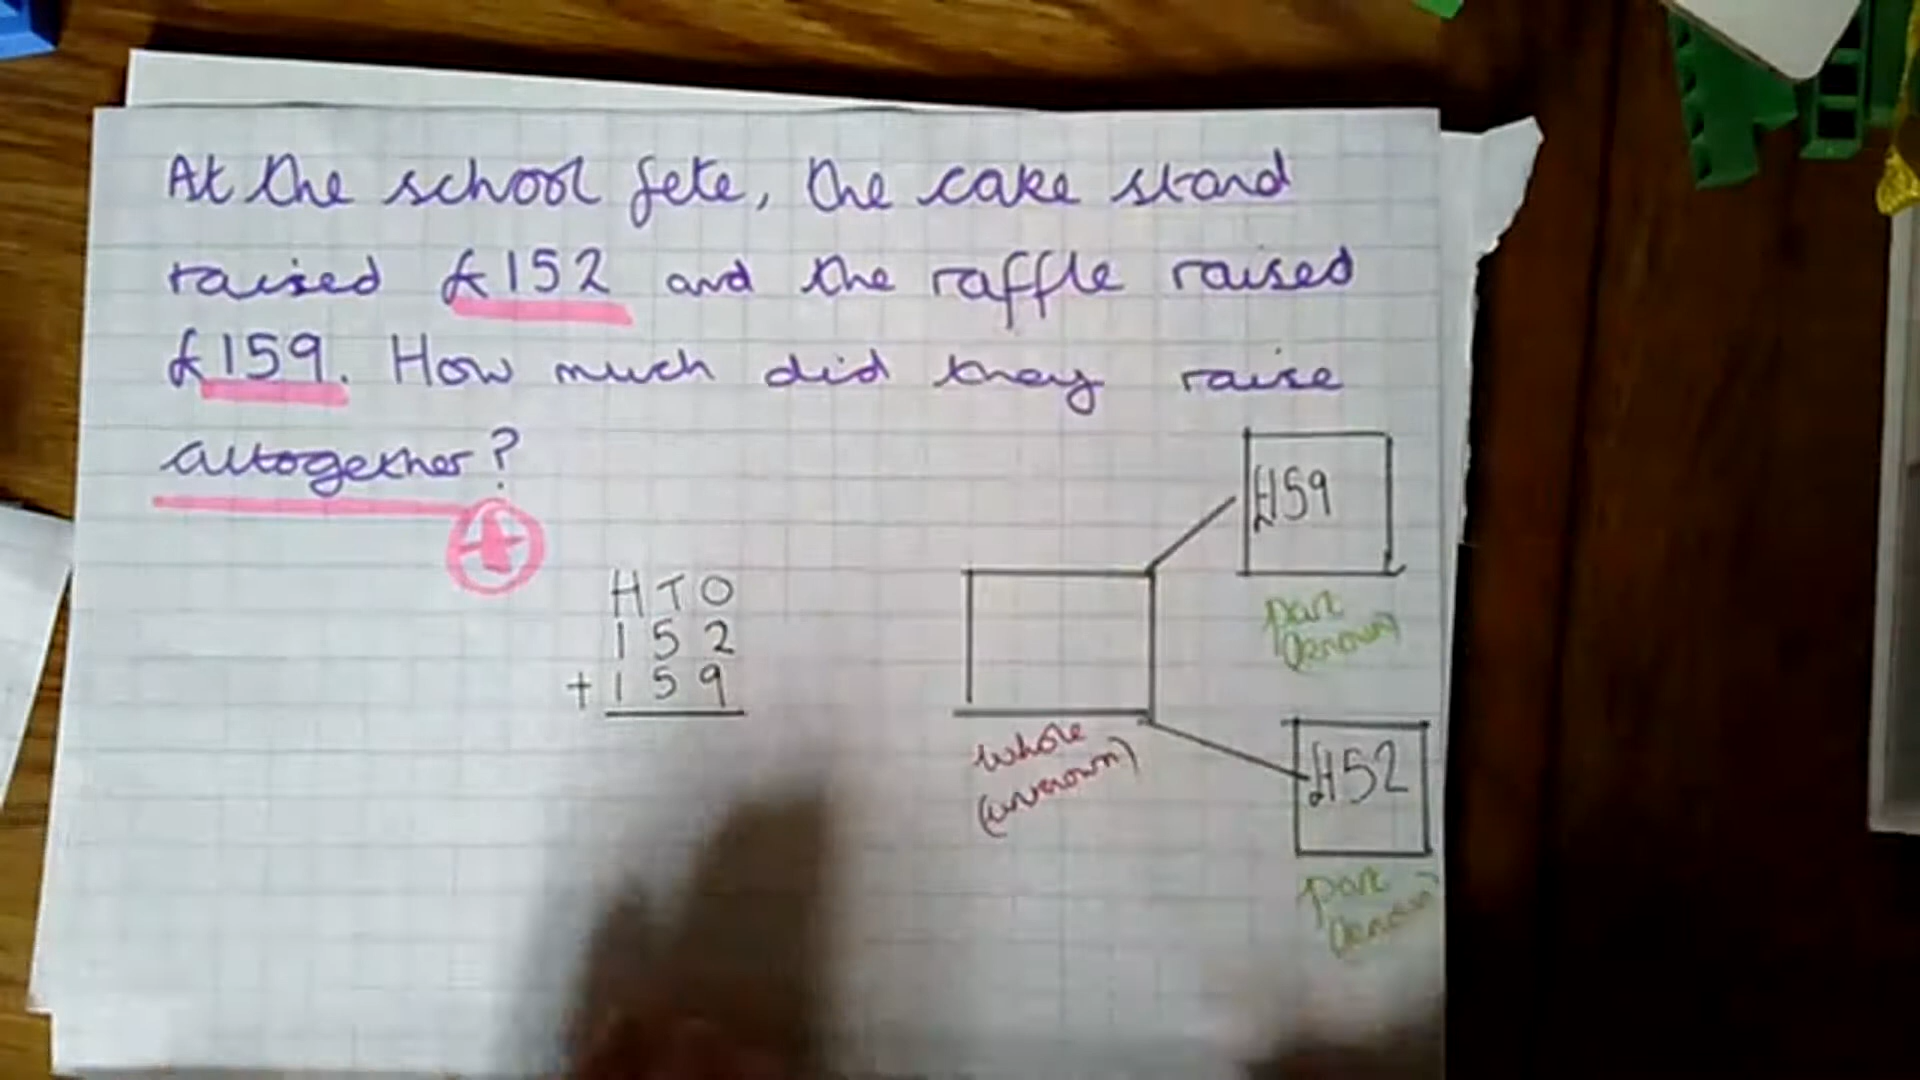 At the school fete, the cake stand
raised £152 and the raffle raised
£159. How much did they raise
altogether?
+
H T O
1 5 2
+ 1 5 9
£159
part
(known)
whole
(unknown)
£152
part
(known)